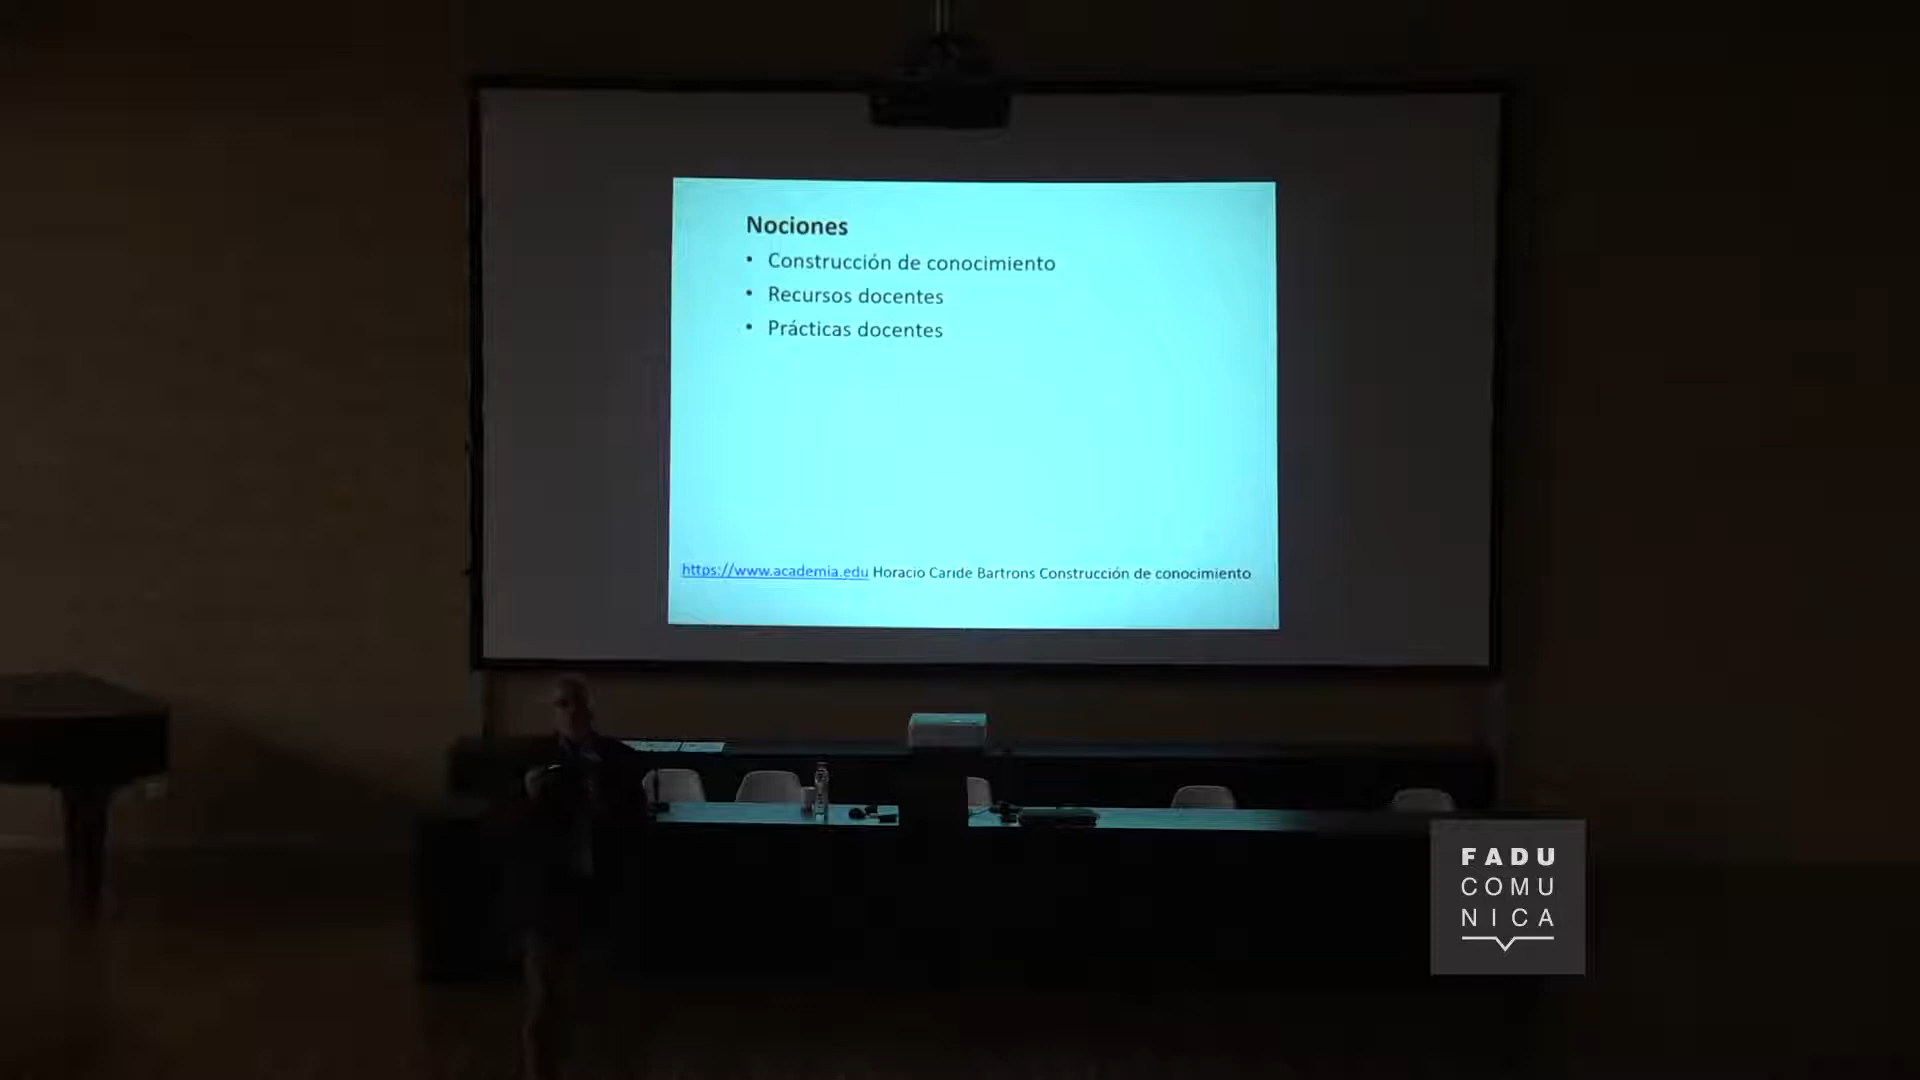 Nociones
• Construcción de conocimiento
• Recursos docentes
• Prácticas docentes
https://www.academia.edu Horacio Caride Bartrons Construcción de conocimiento
FADU
COMU
NICA